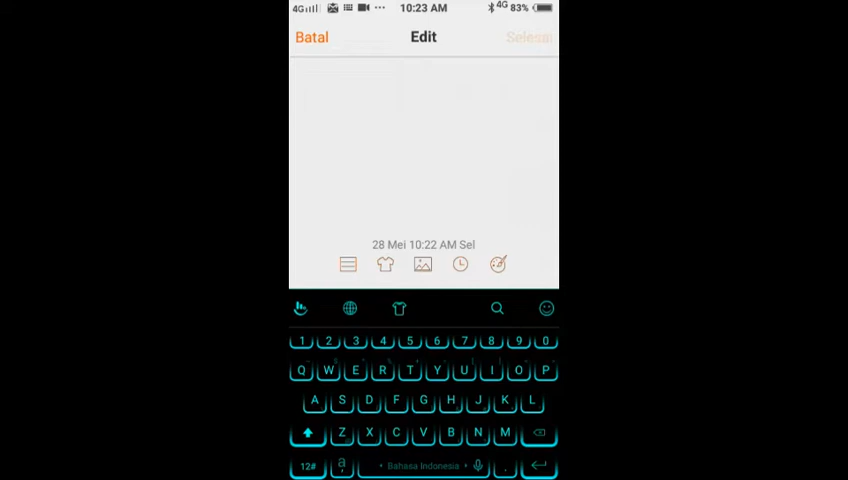 4G 10:23 AM 4G 83%
Batal Edit Selesai
28 Mei 10:22 AM Sel
1 2 3 4 5 6 7 8 9 0
Q W E R T Y U I O P
A S D F G H J K L
Z X C V B N M
12# a , Bahasa Indonesia .